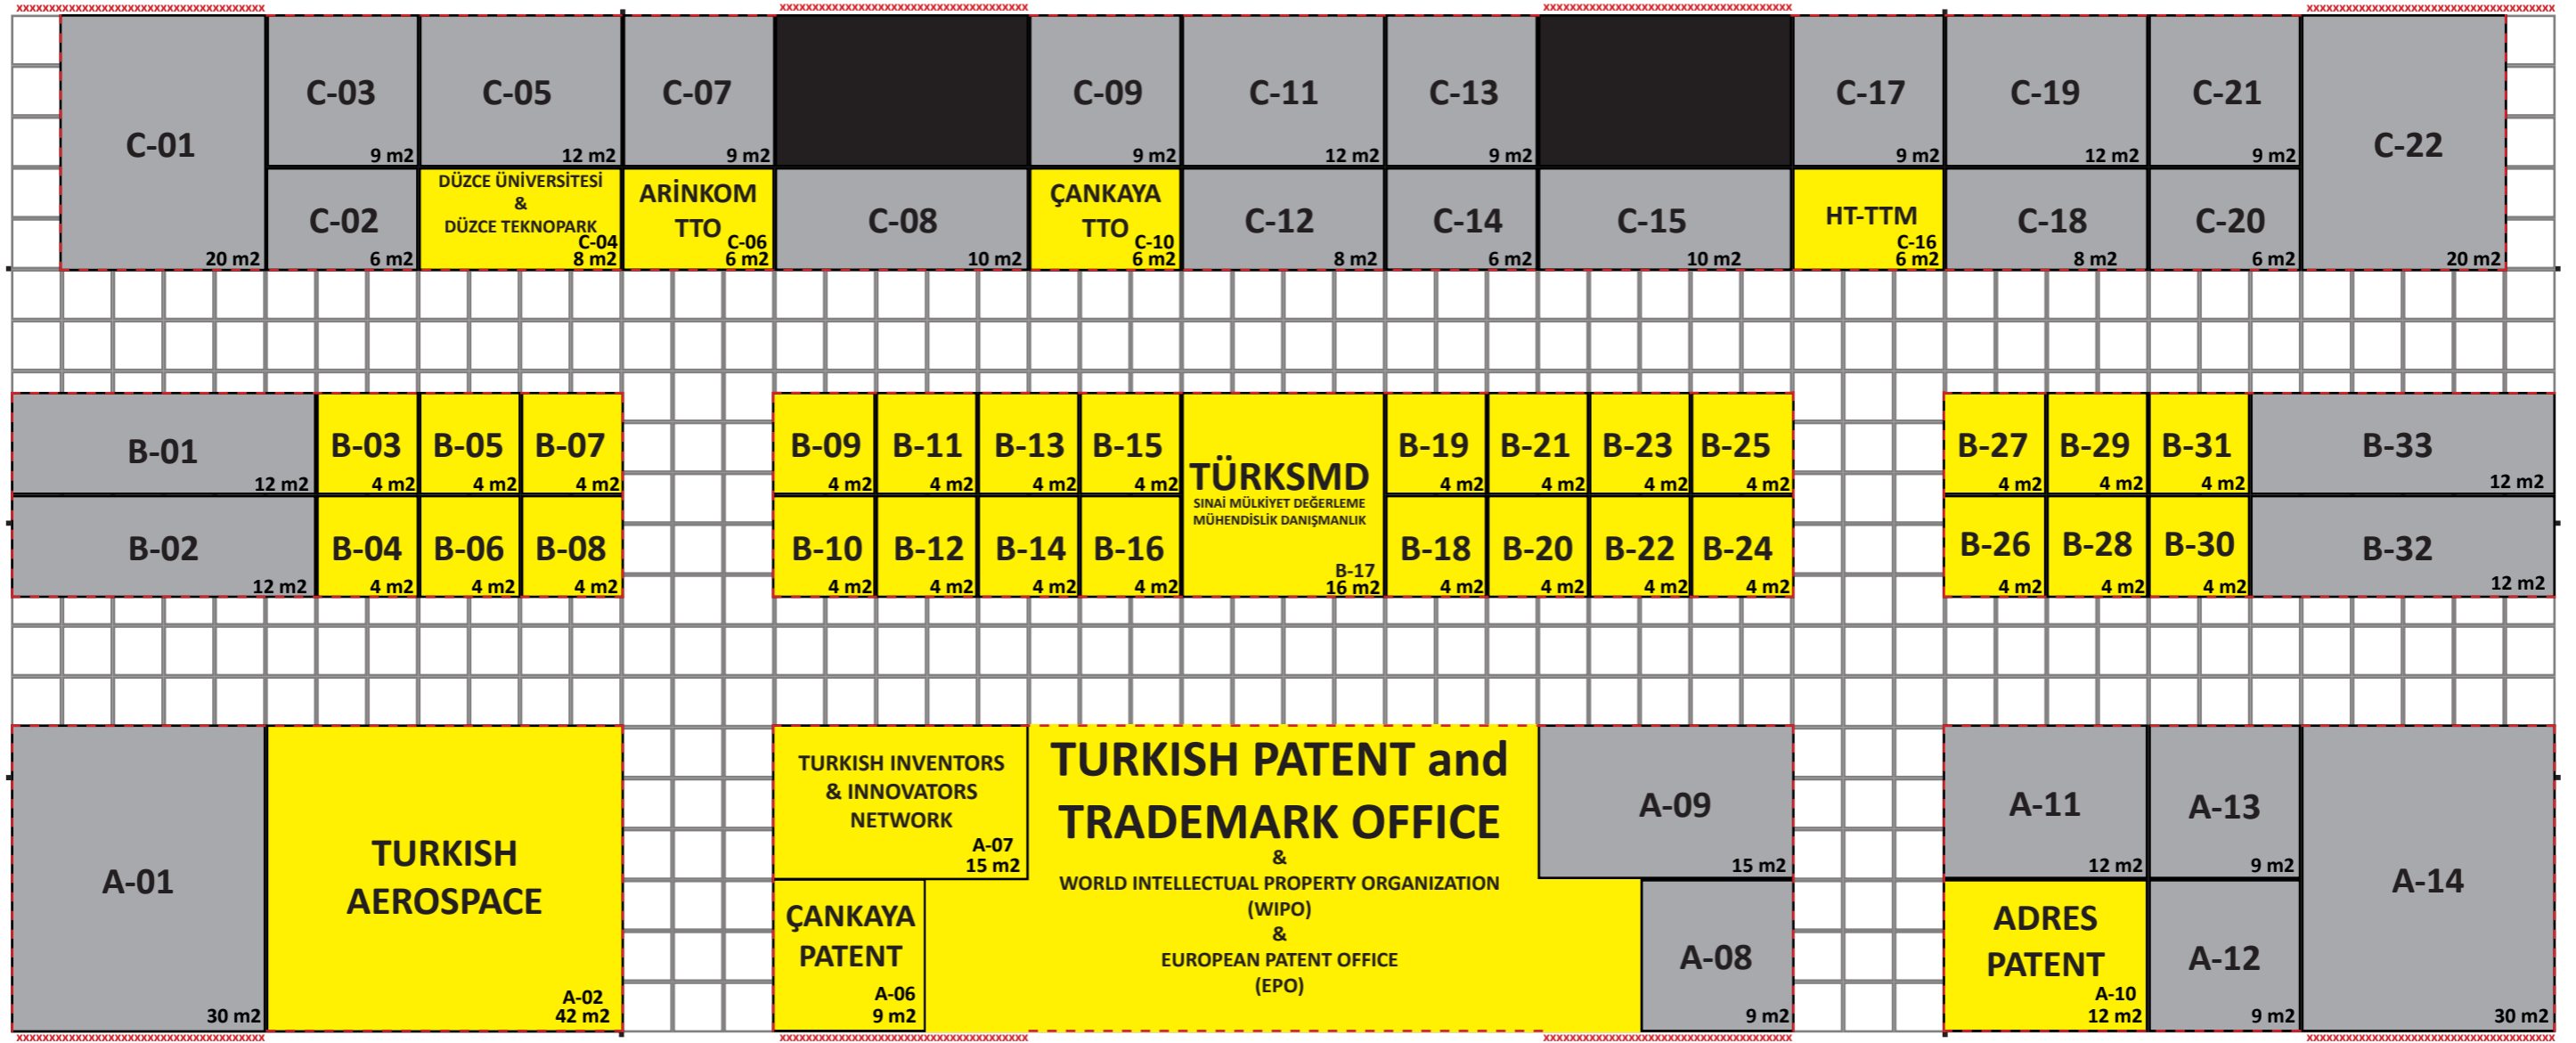 C-01
20 m2
C-03
9 m2
C-05
12 m2
C-07
9 m2
C-09
9 m2
C-11
12 m2
C-13
9 m2
C-17
9 m2
C-19
12 m2
C-21
9 m2
C-22
20 m2
C-02
6 m2
DÜZCE ÜNİVERSİTESİ
&
DÜZCE TEKNOPARK
C-04
8 m2
ARİNKOM
TTO
C-06
6 m2
C-08
10 m2
ÇANKAYA
TTO
C-10
6 m2
C-12
8 m2
C-14
6 m2
C-15
10 m2
HT-TTM
C-16
6 m2
C-18
8 m2
C-20
6 m2
B-01
12 m2
B-03
4 m2
B-05
4 m2
B-07
4 m2
B-09
4 m2
B-11
4 m2
B-13
4 m2
B-15
4 m2
TÜRKSMD
SINAİ MÜLKİYET DEĞERLEME
MÜHENDİSLİK DANIŞMANLIK
B-17
16 m2
B-19
4 m2
B-21
4 m2
B-23
4 m2
B-25
4 m2
B-27
4 m2
B-29
4 m2
B-31
4 m2
B-33
12 m2
B-02
12 m2
B-04
4 m2
B-06
4 m2
B-08
4 m2
B-10
4 m2
B-12
4 m2
B-14
4 m2
B-16
4 m2
B-18
4 m2
B-20
4 m2
B-22
4 m2
B-24
4 m2
B-26
4 m2
B-28
4 m2
B-30
4 m2
B-32
12 m2
A-01
30 m2
TURKISH
AEROSPACE
A-02
42 m2
TURKISH INVENTORS
& INNOVATORS
NETWORK
A-07
15 m2
ÇANKAYA
PATENT
A-06
9 m2
TURKISH PATENT and
TRADEMARK OFFICE
&
WORLD INTELLECTUAL PROPERTY ORGANIZATION
(WIPO)
&
EUROPEAN PATENT OFFICE
(EPO)
A-09
15 m2
A-08
9 m2
A-11
12 m2
A-13
9 m2
ADRES
PATENT
A-10
12 m2
A-12
9 m2
A-14
30 m2